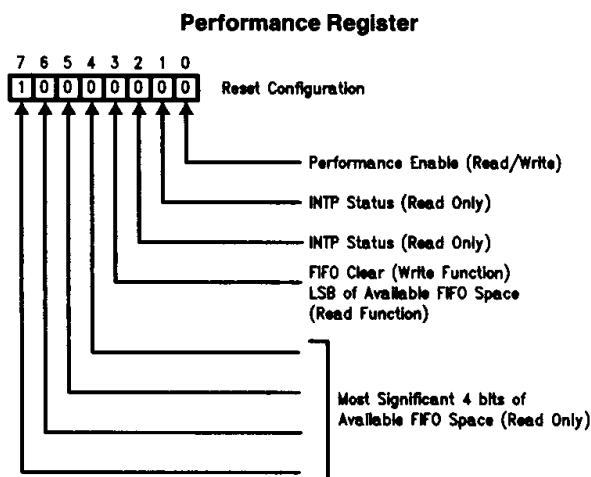 Performance Register
7 6 5 4 3 2 1 0
1 0 0 0 0 0 0 0 Reset Configuration
Performance Enable (Read/Write)
INTP Status (Read Only)
INTP Status (Read Only)
FIFO Clear (Write Function)
LSB of Available FIFO Space
(Read Function)
Most Significant 4 bits of
Available FIFO Space (Read Only)